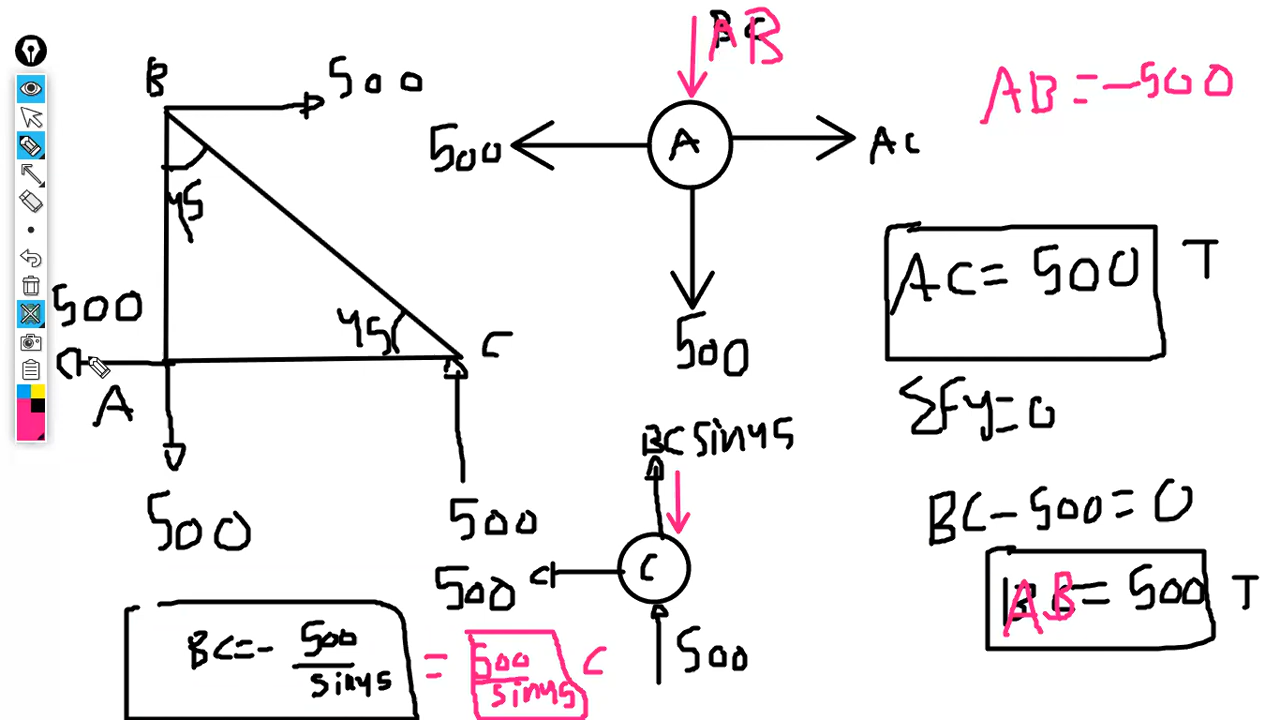 B
500
45
500
45
C
A
500
500
AB
500
A
AC
500
AB = -500
AC = 500 T
ΣFy = 0
BC - 500 = 0
AB = 500 T
BC sin45
500
C
500
BC = - 500/sin45 = 500/sin45 C